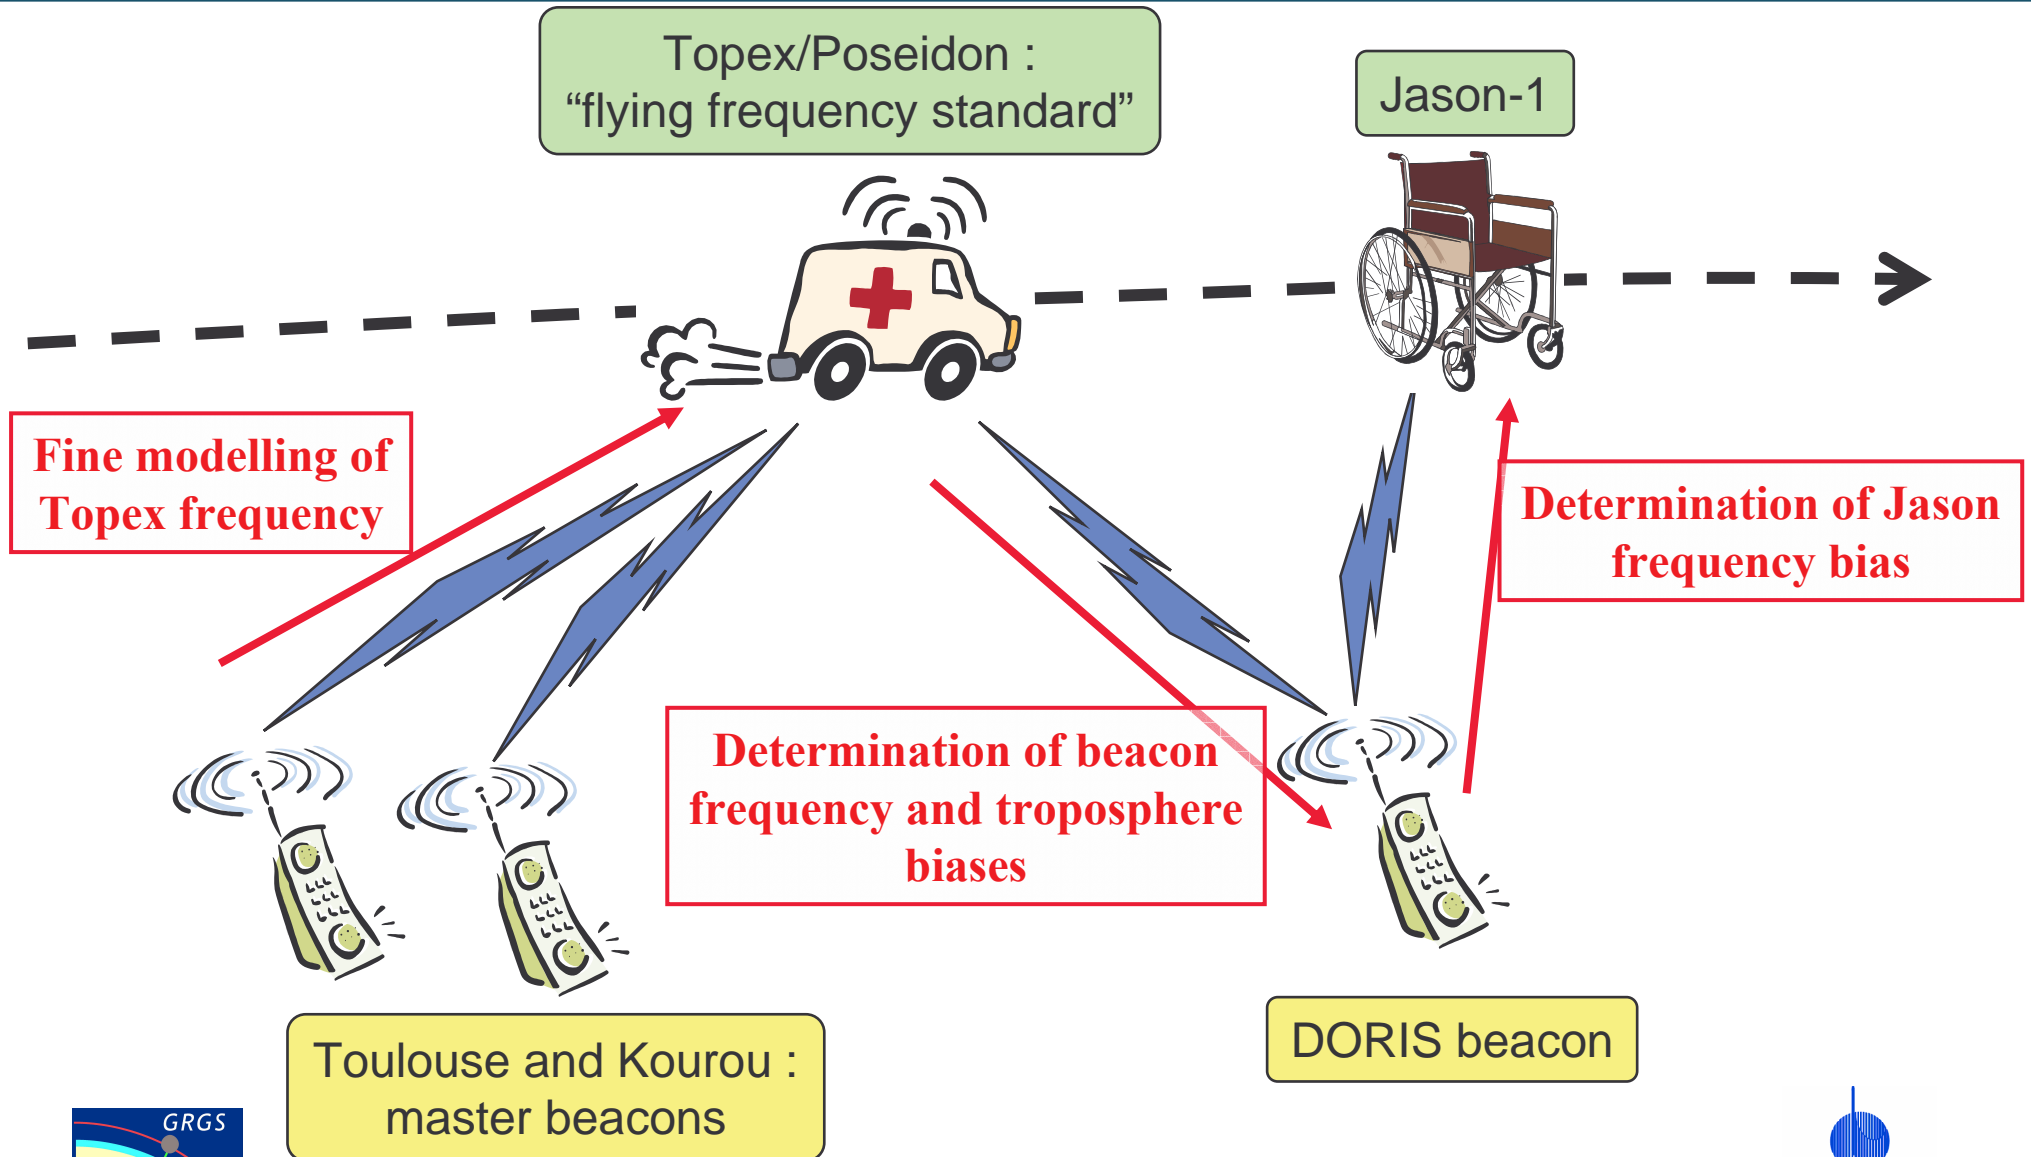 Topex/Poseidon :
“flying frequency standard”
Jason-1
Fine modelling of
Topex frequency
Determination of Jason
frequency bias
Determination of beacon
frequency and troposphere
biases
Toulouse and Kourou :
master beacons
DORIS beacon
GRGS